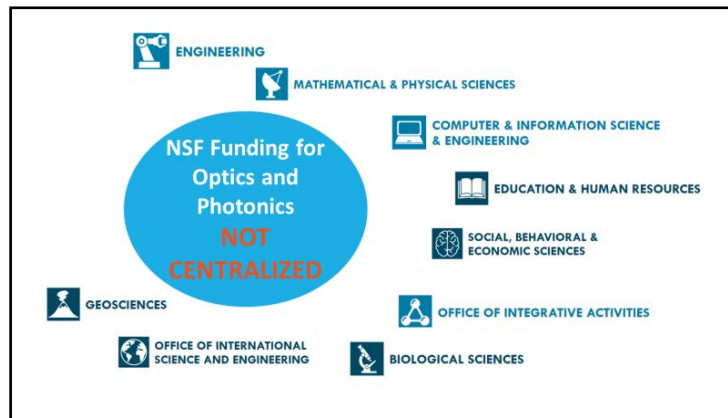 ENGINEERING
MATHEMATICAL & PHYSICAL SCIENCES
COMPUTER & INFORMATION SCIENCE
& ENGINEERING
NSF Funding for
Optics and
Photonics
NOT
CENTRALIZED
EDUCATION & HUMAN RESOURCES
SOCIAL, BEHAVIORAL &
ECONOMIC SCIENCES
GEOSCIENCES
OFFICE OF INTEGRATIVE ACTIVITIES
OFFICE OF INTERNATIONAL
SCIENCE AND ENGINEERING
BIOLOGICAL SCIENCES